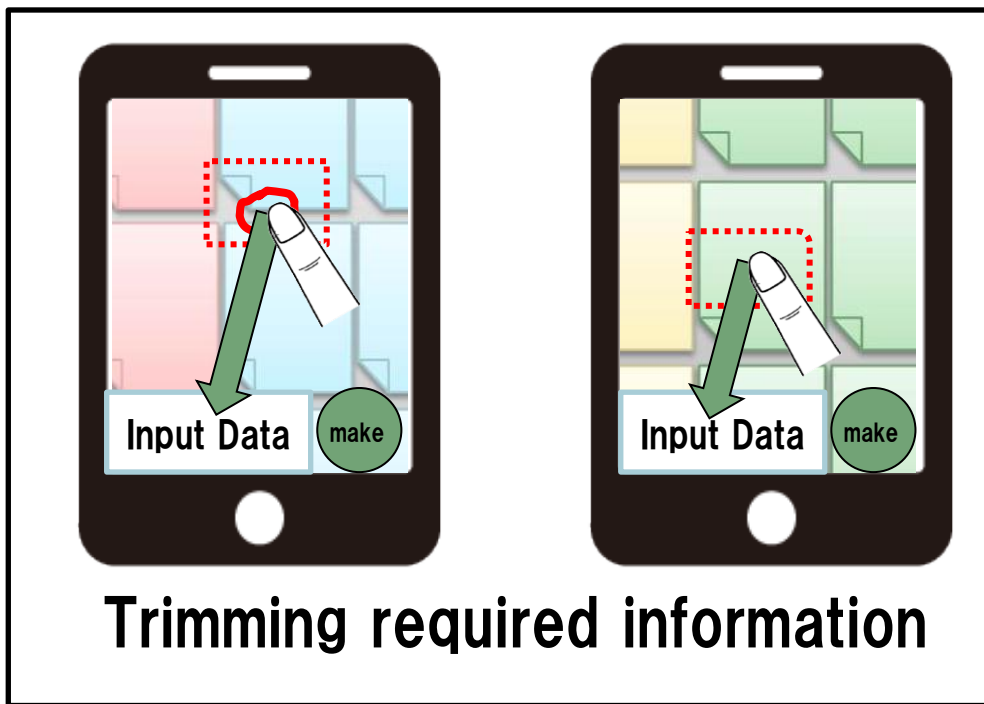 Input Data
make
Input Data
make
Trimming required information